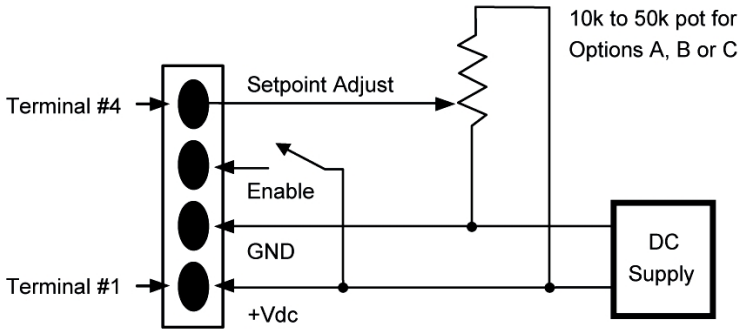 10k to 50k pot for
Options A, B or C
Setpoint Adjust
Terminal #4
Enable
GND
DC
Supply
Terminal #1
+Vdc